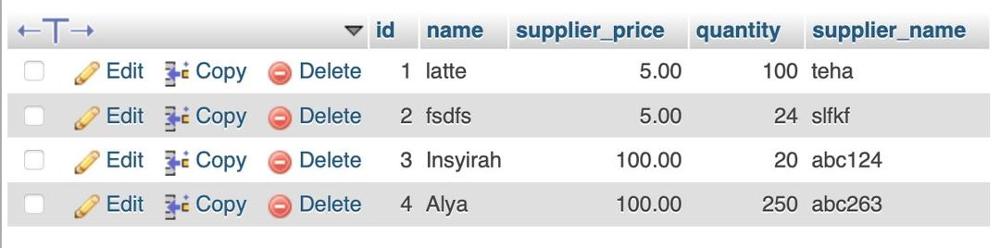 ←T→ id name supplier_price quantity supplier_name
Edit Copy Delete 1 latte 5.00 100 teha
Edit Copy Delete 2 fsdfs 5.00 24 slfkf
Edit Copy Delete 3 Insyirah 100.00 20 abc124
Edit Copy Delete 4 Alya 100.00 250 abc263